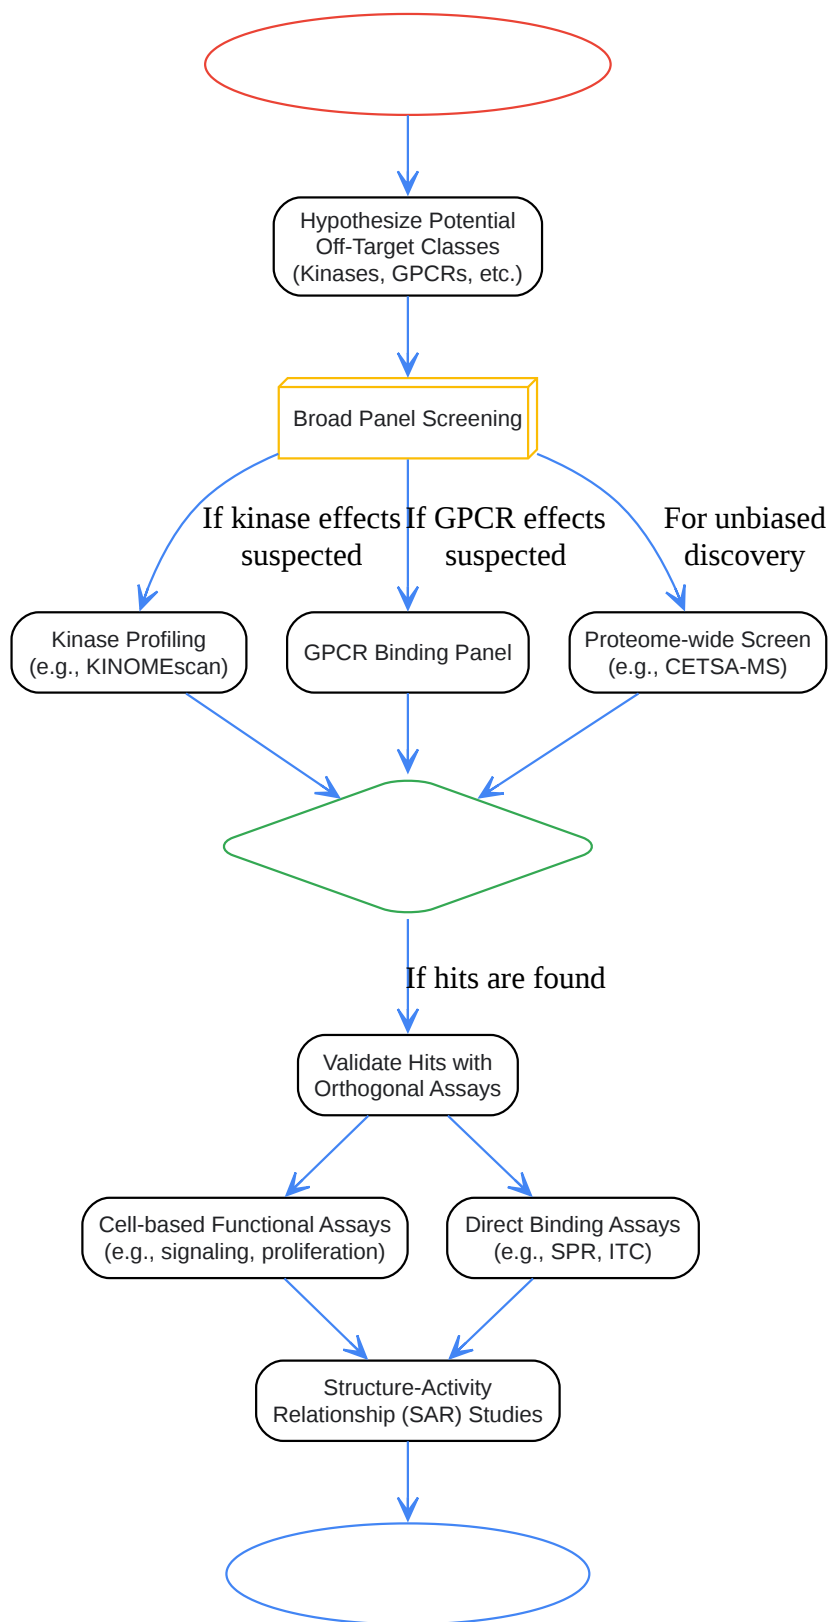 Hypothesize Potential
Off-Target Classes
(Kinases, GPCRs, etc.)
Broad Panel Screening
If kinase effects
suspected
If GPCR effects
suspected
For unbiased
discovery
Kinase Profiling
(e.g., KINOMEscan)
GPCR Binding Panel
Proteome-wide Screen
(e.g., CETSA-MS)
If hits are found
Validate Hits with
Orthogonal Assays
Cell-based Functional Assays
(e.g., signaling, proliferation)
Direct Binding Assays
(e.g., SPR, ITC)
Structure-Activity
Relationship (SAR) Studies